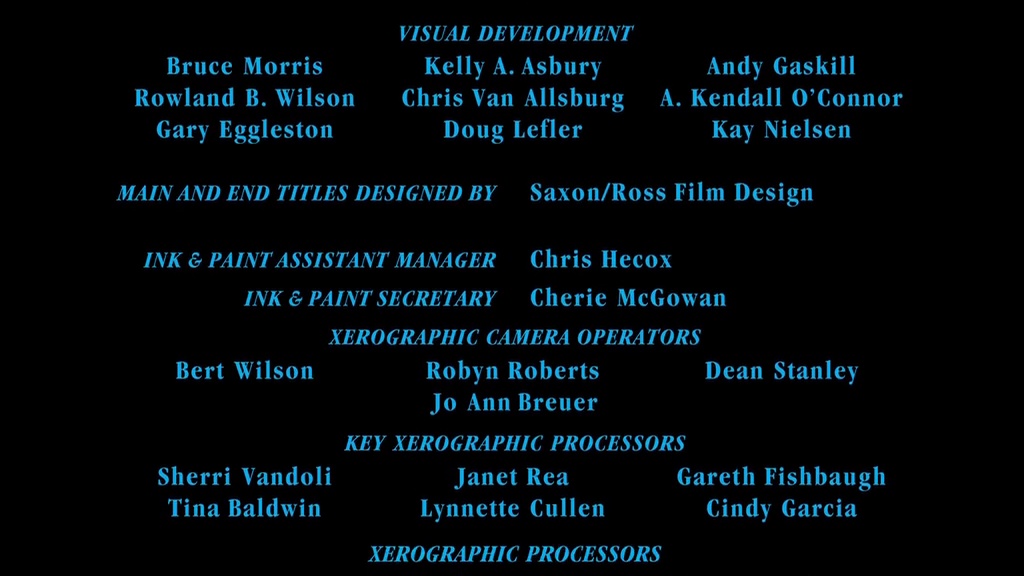 VISUAL DEVELOPMENT
Bruce Morris Kelly A. Asbury Andy Gaskill
Rowland B. Wilson Chris Van Allsburg A. Kendall O'Connor
Gary Eggleston Doug Lefler Kay Nielsen
MAIN AND END TITLES DESIGNED BY Saxon/Ross Film Design
INK & PAINT ASSISTANT MANAGER Chris Hecox
INK & PAINT SECRETARY Cherie McGowan
XEROGRAPHIC CAMERA OPERATORS
Bert Wilson Robyn Roberts Dean Stanley
Jo Ann Breuer
KEY XEROGRAPHIC PROCESSORS
Sherri Vandoli Janet Rea Gareth Fishbaugh
Tina Baldwin Lynnette Cullen Cindy Garcia
XEROGRAPHIC PROCESSORS